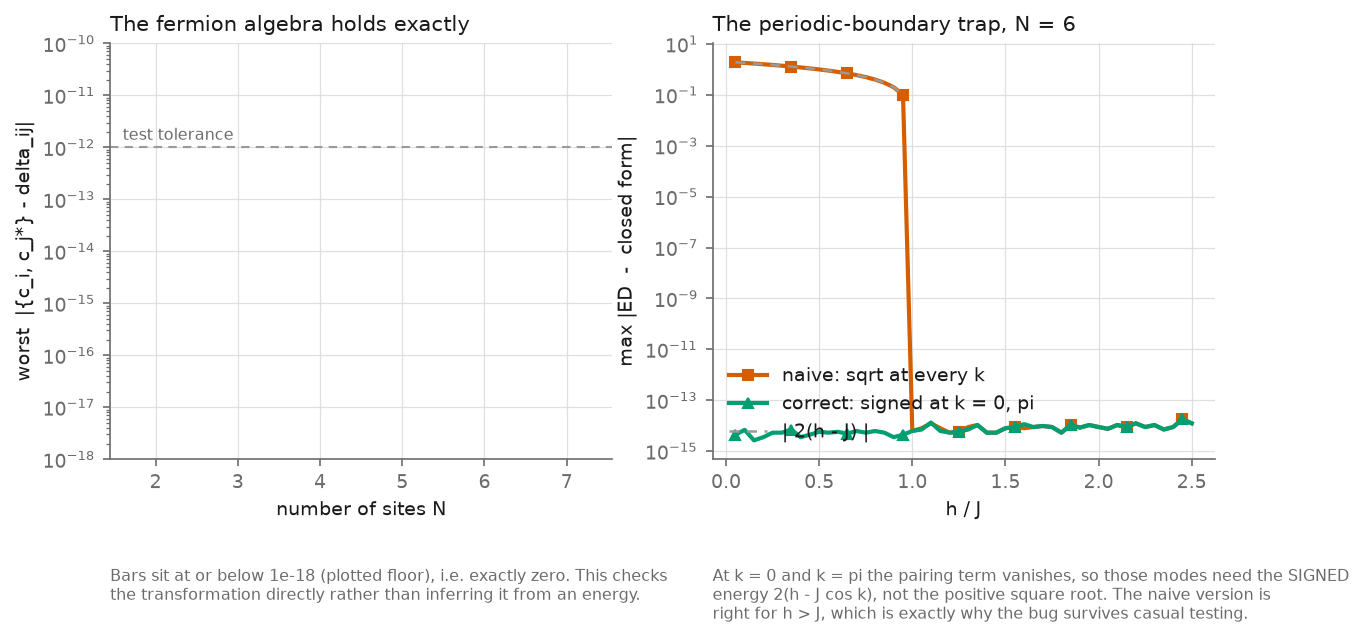 The fermion algebra holds exactly
worst |{c_i, c_j*} - delta_ij|
10⁻¹⁰
10⁻¹¹
10⁻¹²
10⁻¹³
10⁻¹⁴
10⁻¹⁵
10⁻¹⁶
10⁻¹⁷
10⁻¹⁸
test tolerance
2 3 4 5 6 7
number of sites N
Bars sit at or below 1e-18 (plotted floor), i.e. exactly zero. This checks
the transformation directly rather than inferring it from an energy.
The periodic-boundary trap, N = 6
max |ED - closed form|
10¹
10⁻¹
10⁻³
10⁻⁵
10⁻⁷
10⁻⁹
10⁻¹¹
10⁻¹³
10⁻¹⁵
naive: sqrt at every k
correct: signed at k = 0, pi
| 2(h - J) |
0.0 0.5 1.0 1.5 2.0 2.5
h / J
At k = 0 and k = pi the pairing term vanishes, so those modes need the SIGNED
energy 2(h - J cos k), not the positive square root. The naive version is
right for h > J, which is exactly why the bug survives casual testing.